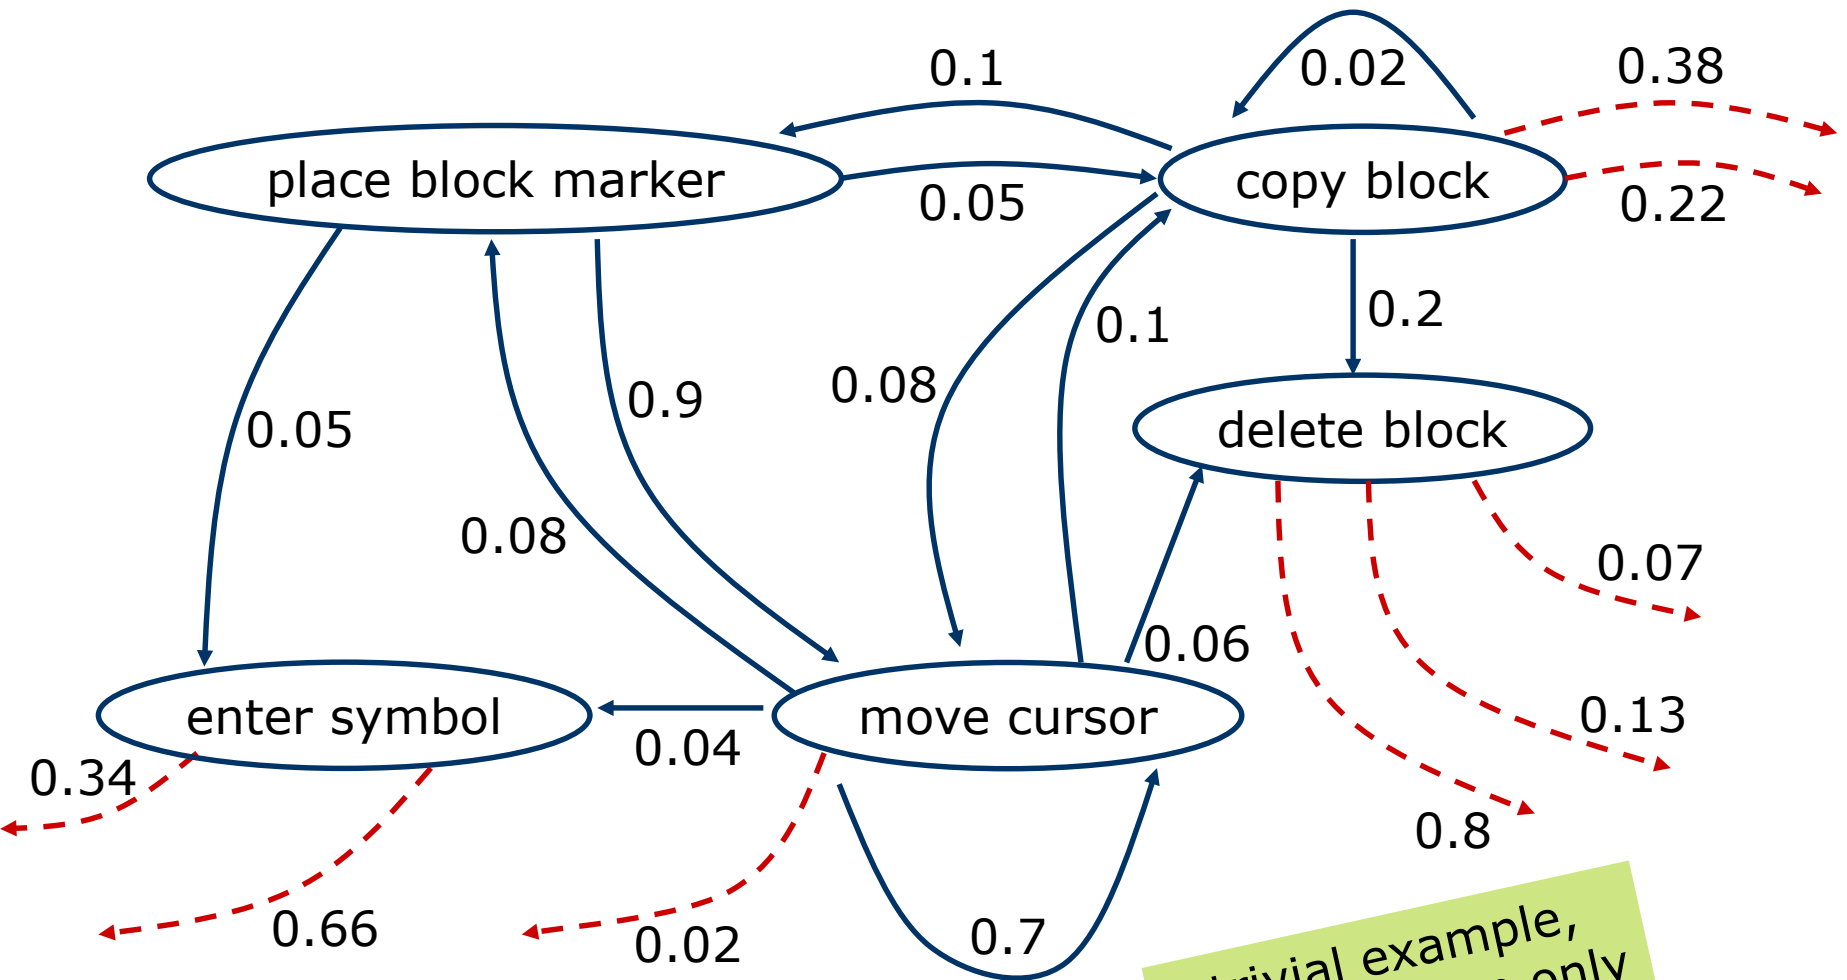 0.1
0.02
0.38
place block marker
copy block
0.05
0.22
0.1
0.2
0.08
0.9
0.05
delete block
0.08
0.07
0.06
enter symbol
move cursor
0.04
0.13
0.34
0.8
0.66
0.02
0.7
trivial example,
only